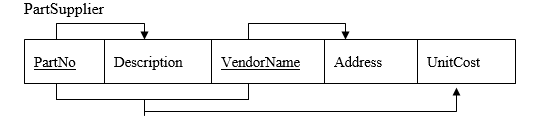 PartSupplier
PartNo Description VendorName Address UnitCost